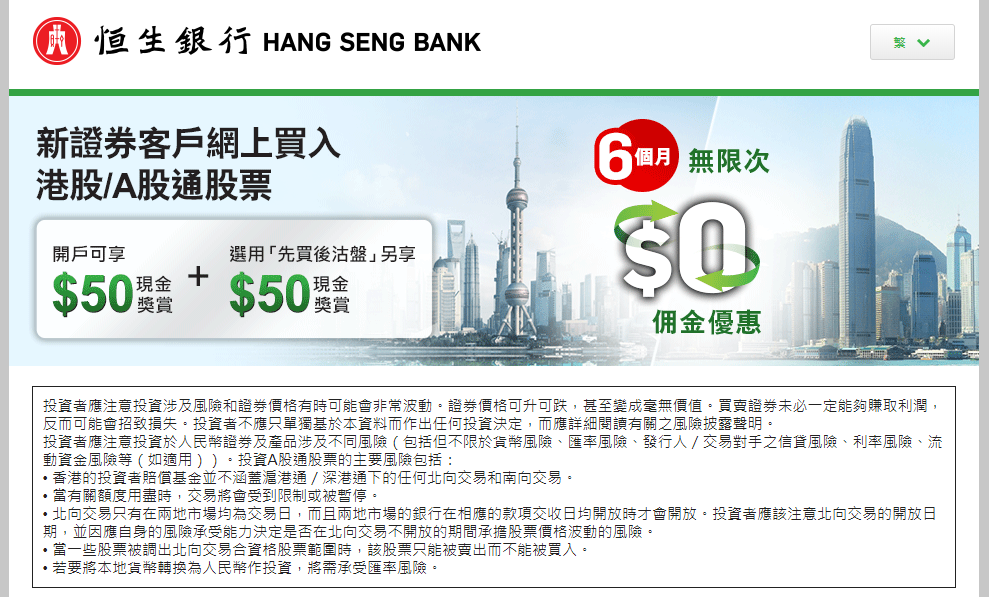 恒生銀行 HANG SENG BANK
繁
新證券客戶網上買入
港股/A股通股票
開戶可享
$50 現金獎賞
+
選用「先買後沽盤」另享
$50 現金獎賞
6個月 無限次
$0
佣金優惠
投資者應注意投資涉及風險和證券價格有時可能會非常波動。證券價格可升可跌，甚至變成毫無價值。買賣證券未必一定能夠賺取利潤，
反而可能會招致損失。投資者不應只單獨基於本資料而作出任何投資決定，而應詳細閱讀有關之風險披露聲明。
投資者應注意投資於人民幣證券及產品涉及不同風險（包括但不限於貨幣風險、匯率風險、發行人／交易對手之信貸風險、利率風險、流
動資金風險等（如適用））。投資A股通股票的主要風險包括：
• 香港的投資者賠償基金並不涵蓋滬港通／深港通下的任何北向交易和南向交易。
• 當有關額度用盡時，交易將會受到限制或被暫停。
• 北向交易只有在兩地市場均為交易日，而且兩地市場的銀行在相應的款項交收日均開放時才會開放。投資者應該注意北向交易的開放日
期，並因應自身的風險承受能力決定是否在北向交易不開放的期間承擔股票價格波動的風險。
• 當一些股票被調出北向交易合資格股票範圍時，該股票只能被賣出而不能被買入。
• 若要將本地貨幣轉換為人民幣作投資，將需承受匯率風險。